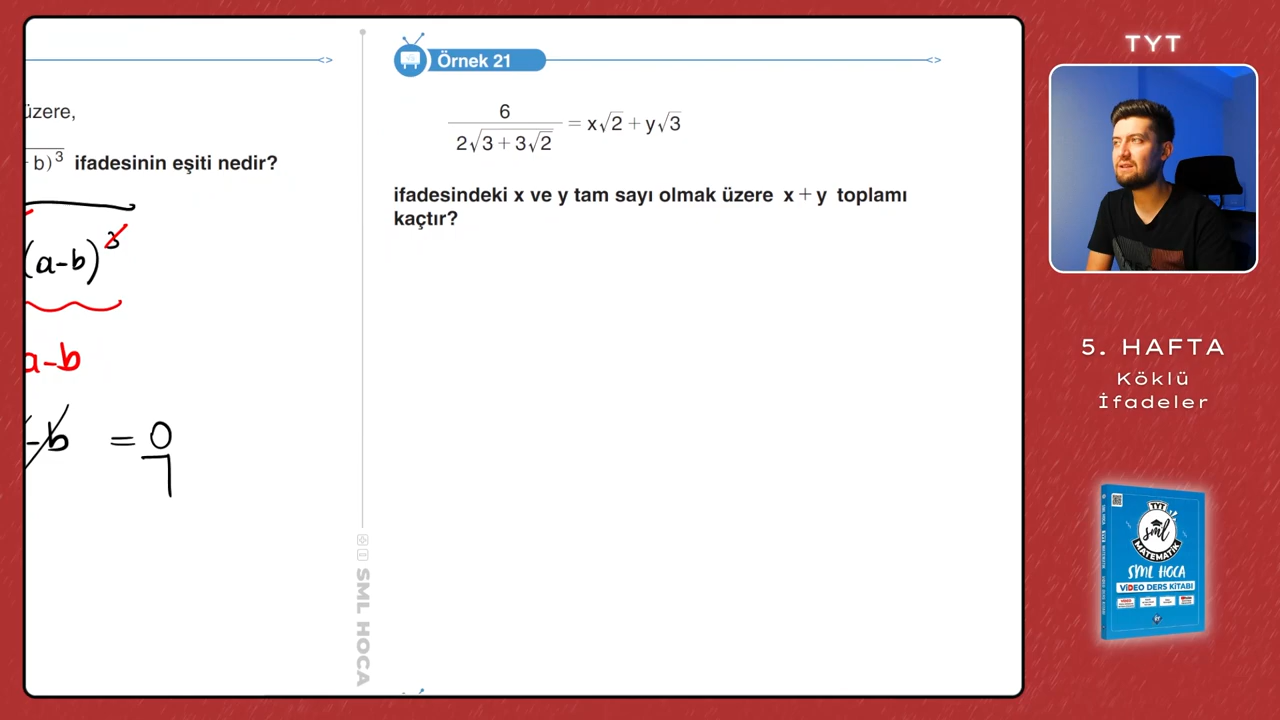 üzere,
b)³ ifadesinin eşiti nedir?
(a-b)³
a-b
-b = 0
Örnek 21
6 / 2√3+3√2 = x√2 + y√3
ifadesindeki x ve y tam sayı olmak üzere x + y toplamı
kaçtır?
SML HOCA
TYT
5. HAFTA
Köklü
İfadeler
TYT
sml
MATEMATİK
SML HOCA
VİDEO DERS KİTABI